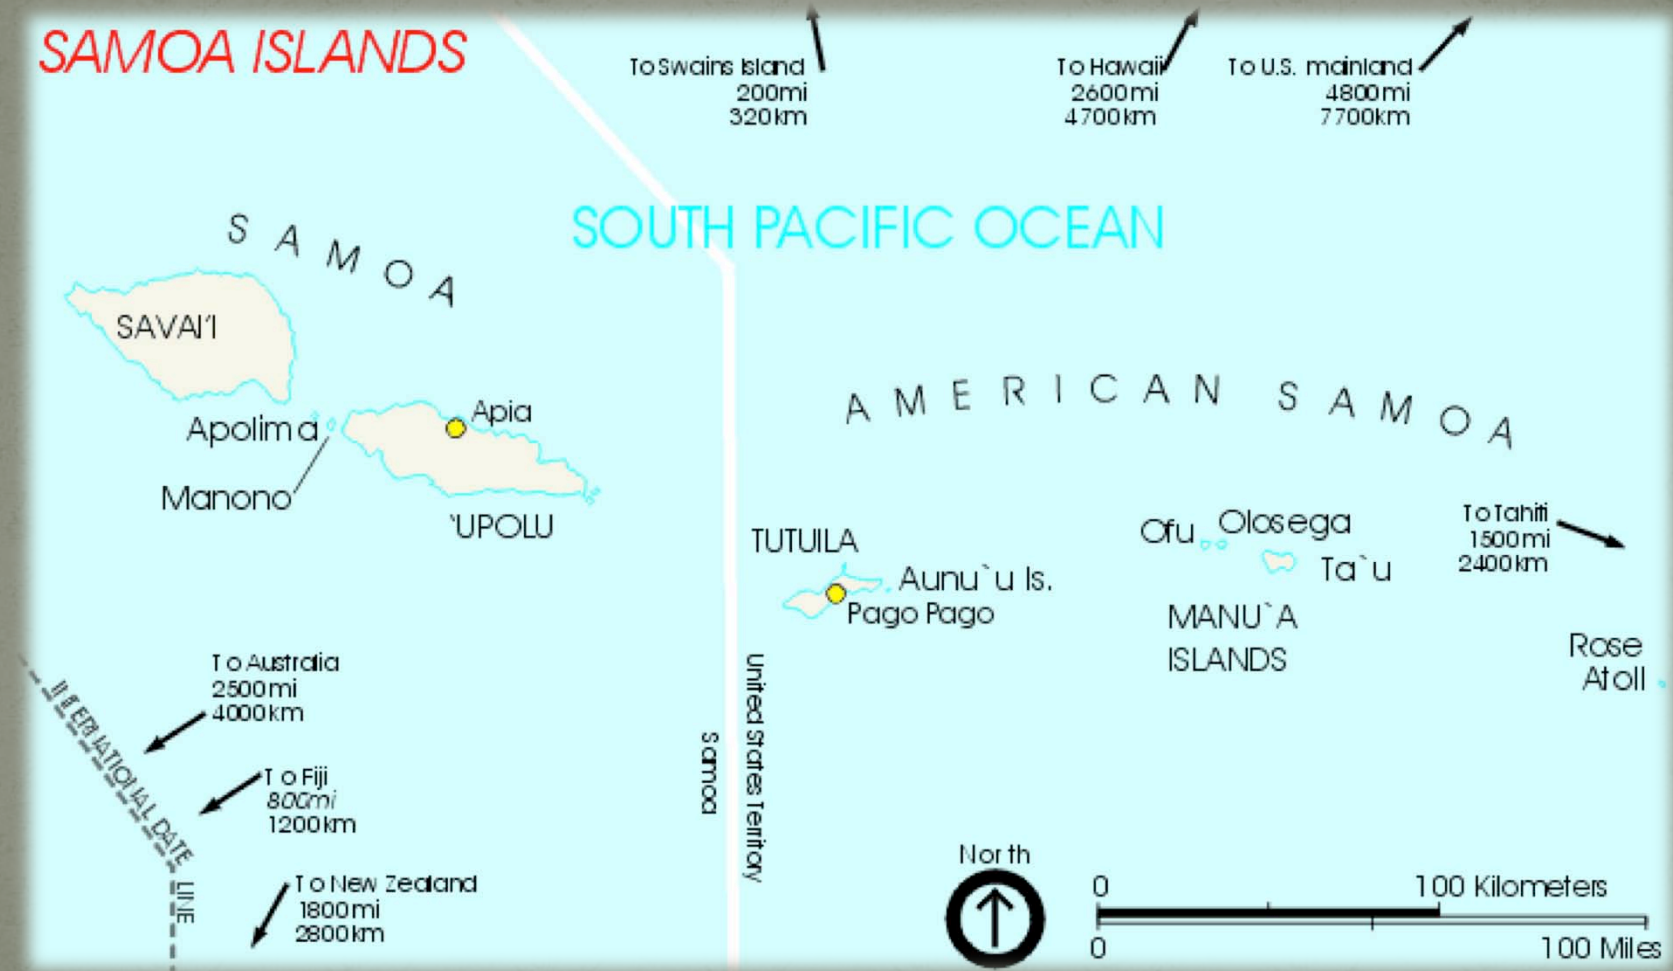 SAMOA ISLANDS
To Swains Island
200mi
320km
To Hawaii
2600mi
4700km
To U.S. mainland
4800mi
7700km
SOUTH PACIFIC OCEAN
SAMOA
SAVAI'I
Apolima
Apia
Manono
`UPOLU
AMERICAN SAMOA
TUTUILA
Aunu`u Is.
Pago Pago
Ofu
Olosega
Ta`u
MANU`A
ISLANDS
To Tahiti
1500mi
2400km
Rose
Atoll
To Australia
2500mi
4000km
To Fiji
800mi
1200km
To New Zealand
1800mi
2800km
INTERNATIONAL DATE
LINE
Samoa
United States Territory
North
0 100 Kilometers
0 100 Miles